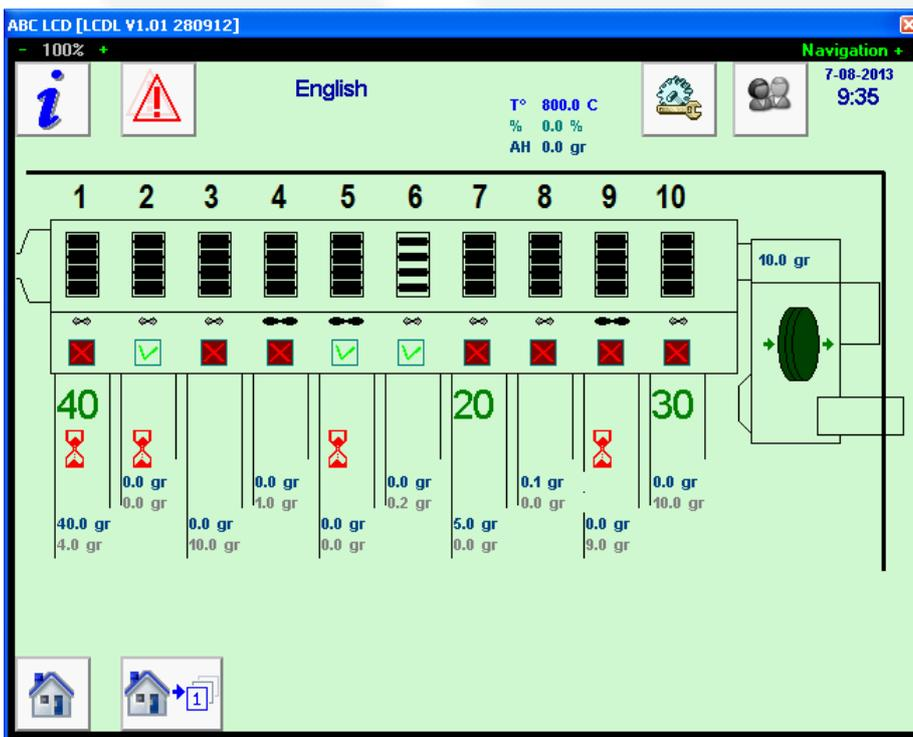 ABC LCD [LCDL V1.01 280912]
- 100% +
Navigation +
i
English
7-08-2013
9:35
T° 800.0 C
% 0.0 %
AH 0.0 gr
1 2 3 4 5 6 7 8 9 10
10.0 gr
40 20 30
0.0 gr 0.0 gr 0.0 gr 0.1 gr 0.0 gr
0.0 gr 1.0 gr 0.2 gr 0.0 gr 10.0 gr
40.0 gr 0.0 gr 0.0 gr 5.0 gr 0.0 gr
4.0 gr 10.0 gr 0.0 gr 0.0 gr 9.0 gr
1